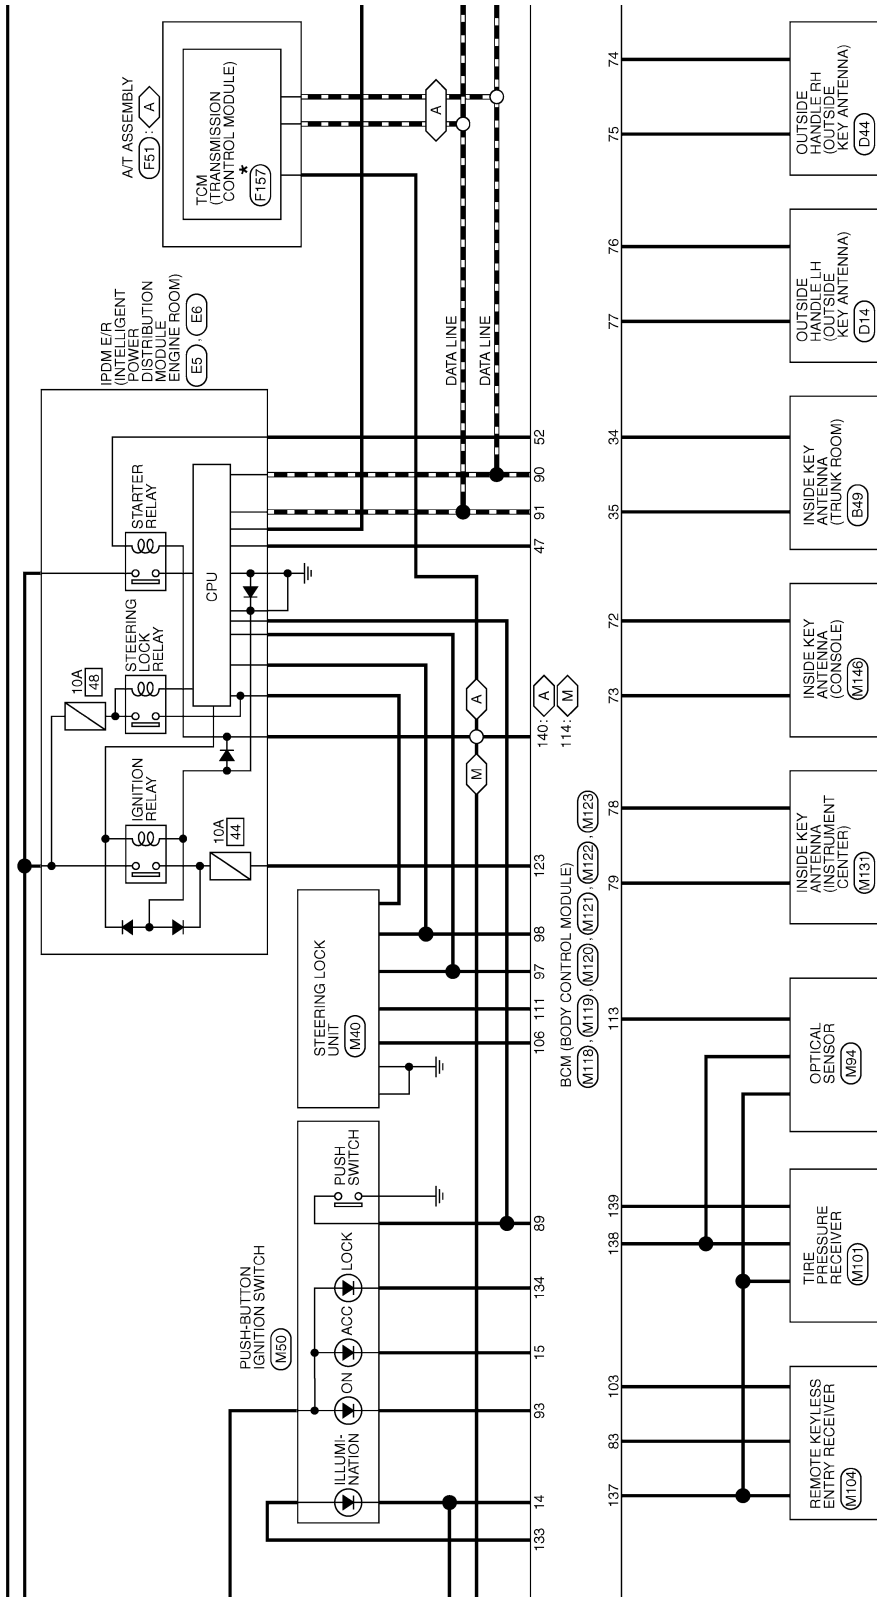 A/T ASSEMBLY
F51 : A
TCM
(TRANSMISSION
CONTROL MODULE)
*
F157
A
IPDM E/R
(INTELLIGENT
POWER
DISTRIBUTION
MODULE
ENGINE ROOM)
E5 , E6
DATA LINE
DATA LINE
STARTER
RELAY
STEERING
LOCK
RELAY
10A
48
IGNITION
RELAY
10A
44
CPU
A
M
STEERING LOCK
UNIT
M40
PUSH-BUTTON
IGNITION SWITCH
M50
PUSH
SWITCH
LOCK
ACC
ON
ILLUMI-
NATION
52
90
91
47
140: A
114: M
123
98
97
111
106
89
134
15
93
14
133
BCM (BODY CONTROL MODULE)
M118 , M119 , M120 , M121 , M122 , M123
74
75
76
77
34
35
72
73
78
79
113
139
138
103
83
137
OUTSIDE
HANDLE RH
(OUTSIDE
KEY ANTENNA)
D44
OUTSIDE
HANDLE LH
(OUTSIDE
KEY ANTENNA)
D14
INSIDE KEY
ANTENNA
(TRUNK ROOM)
B49
INSIDE KEY
ANTENNA
(CONSOLE)
M146
INSIDE KEY
ANTENNA
(INSTRUMENT
CENTER)
M131
OPTICAL
SENSOR
M94
TIRE
PRESSURE
RECEIVER
M101
REMOTE KEYLESS
ENTRY RECEIVER
M104